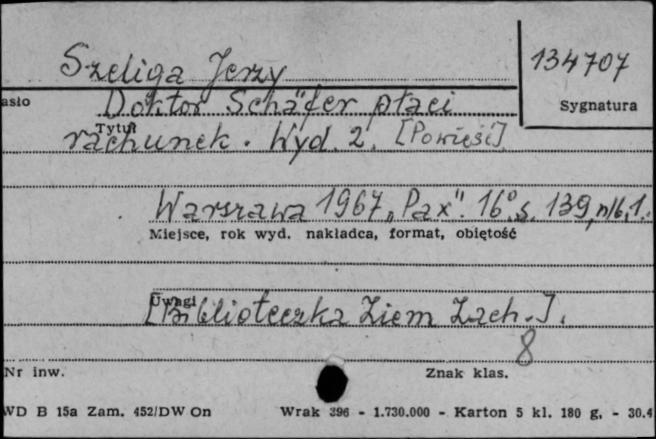 Szeliga Jerzy
134707
asło
Doktor Schäfer płaci
Sygnatura
Tytuł
rachunek. Wyd. 2. [Powieść]
Warszawa 1967 „Pax". 16° s. 139, n/b, 1.
Miejsce, rok wyd. nakładca, format, objętość
Uwagi
[Biblioteczka Ziem Zach.].
8
Nr inw.
Znak klas.
WD B 15a Zam. 452/DW On Wrak 396 - 1.730.000 - Karton 5 kl. 180 g. - 30.4